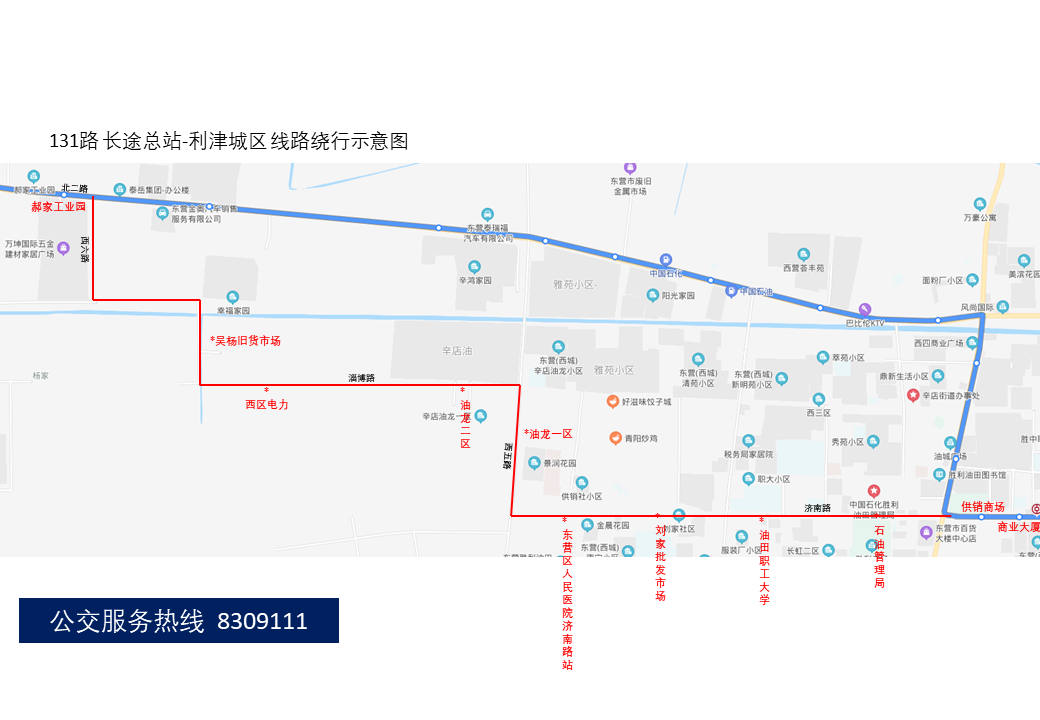 131路 长途总站-利津城区 线路绕行示意图
东营市废旧
金属市场
郝家工业园
北二路
泰岳集团-办公楼
郝家工业园
东营金奥汽车销售
服务有限公司
万豪公寓
东营泰瑞福
汽车有限公司
万坤国际五金
建材家居广场
西六路
中国石化
西营荟丰苑
美滨花园
辛鸿家园
雅苑小区-
面粉厂小区
阳光家园
中国石油
幸福家园
风尚国际
巴比伦KTV
*吴杨旧货市场
西四商业广场
辛店油
东营(西城)
辛店油龙小区
东营(西城)
清苑小区
萃苑小区
雅苑小区
杨家
淄博路
东营(西城)
新明苑小区
鼎新生活小区
辛店街道办事处
*
西区电力
*油龙二区
好滋味饺子城
西三区
辛店油龙一区
*油龙一区
青阳炒鸡
秀苑小区
胜中
西五路
税务局家居院
油城广场
景润花园
胜利油田图书馆
供销社小区
职大小区
中国石化胜利
油田管理局
济南路
供销商场
商业大厦
*东营区人民医院济南路站
金晨花园
*刘家批发市场
刘家社区
*油田职工大学
石油管理局
东营市百货
大楼中心店
服装厂小区
东营(西城)
长虹二区
公交服务热线 8309111